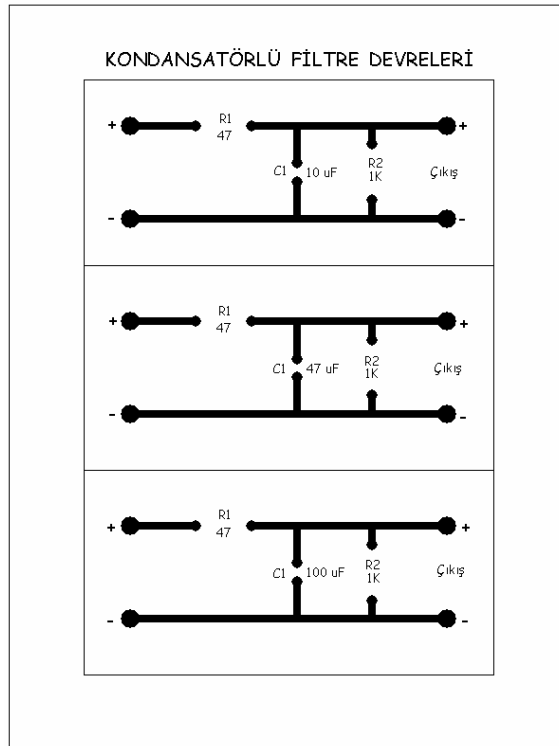 KONDANSATÖRLÜ FİLTRE DEVRELERİ
R1
+ +
47
C1 10 uF R2 Çıkış
1K
- -
R1
+ +
47
C1 47 uF R2 Çıkış
1K
- -
R1
+ +
47
C1 100 uF R2 Çıkış
1K
- -